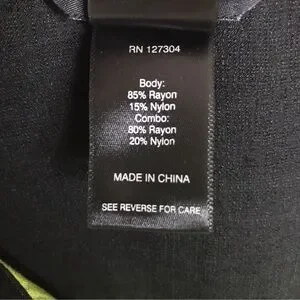 RN 127304
Body:
85% Rayon
15% Nylon
Combo:
80% Rayon
20% Nylon
MADE IN CHINA
SEE REVERSE FOR CARE